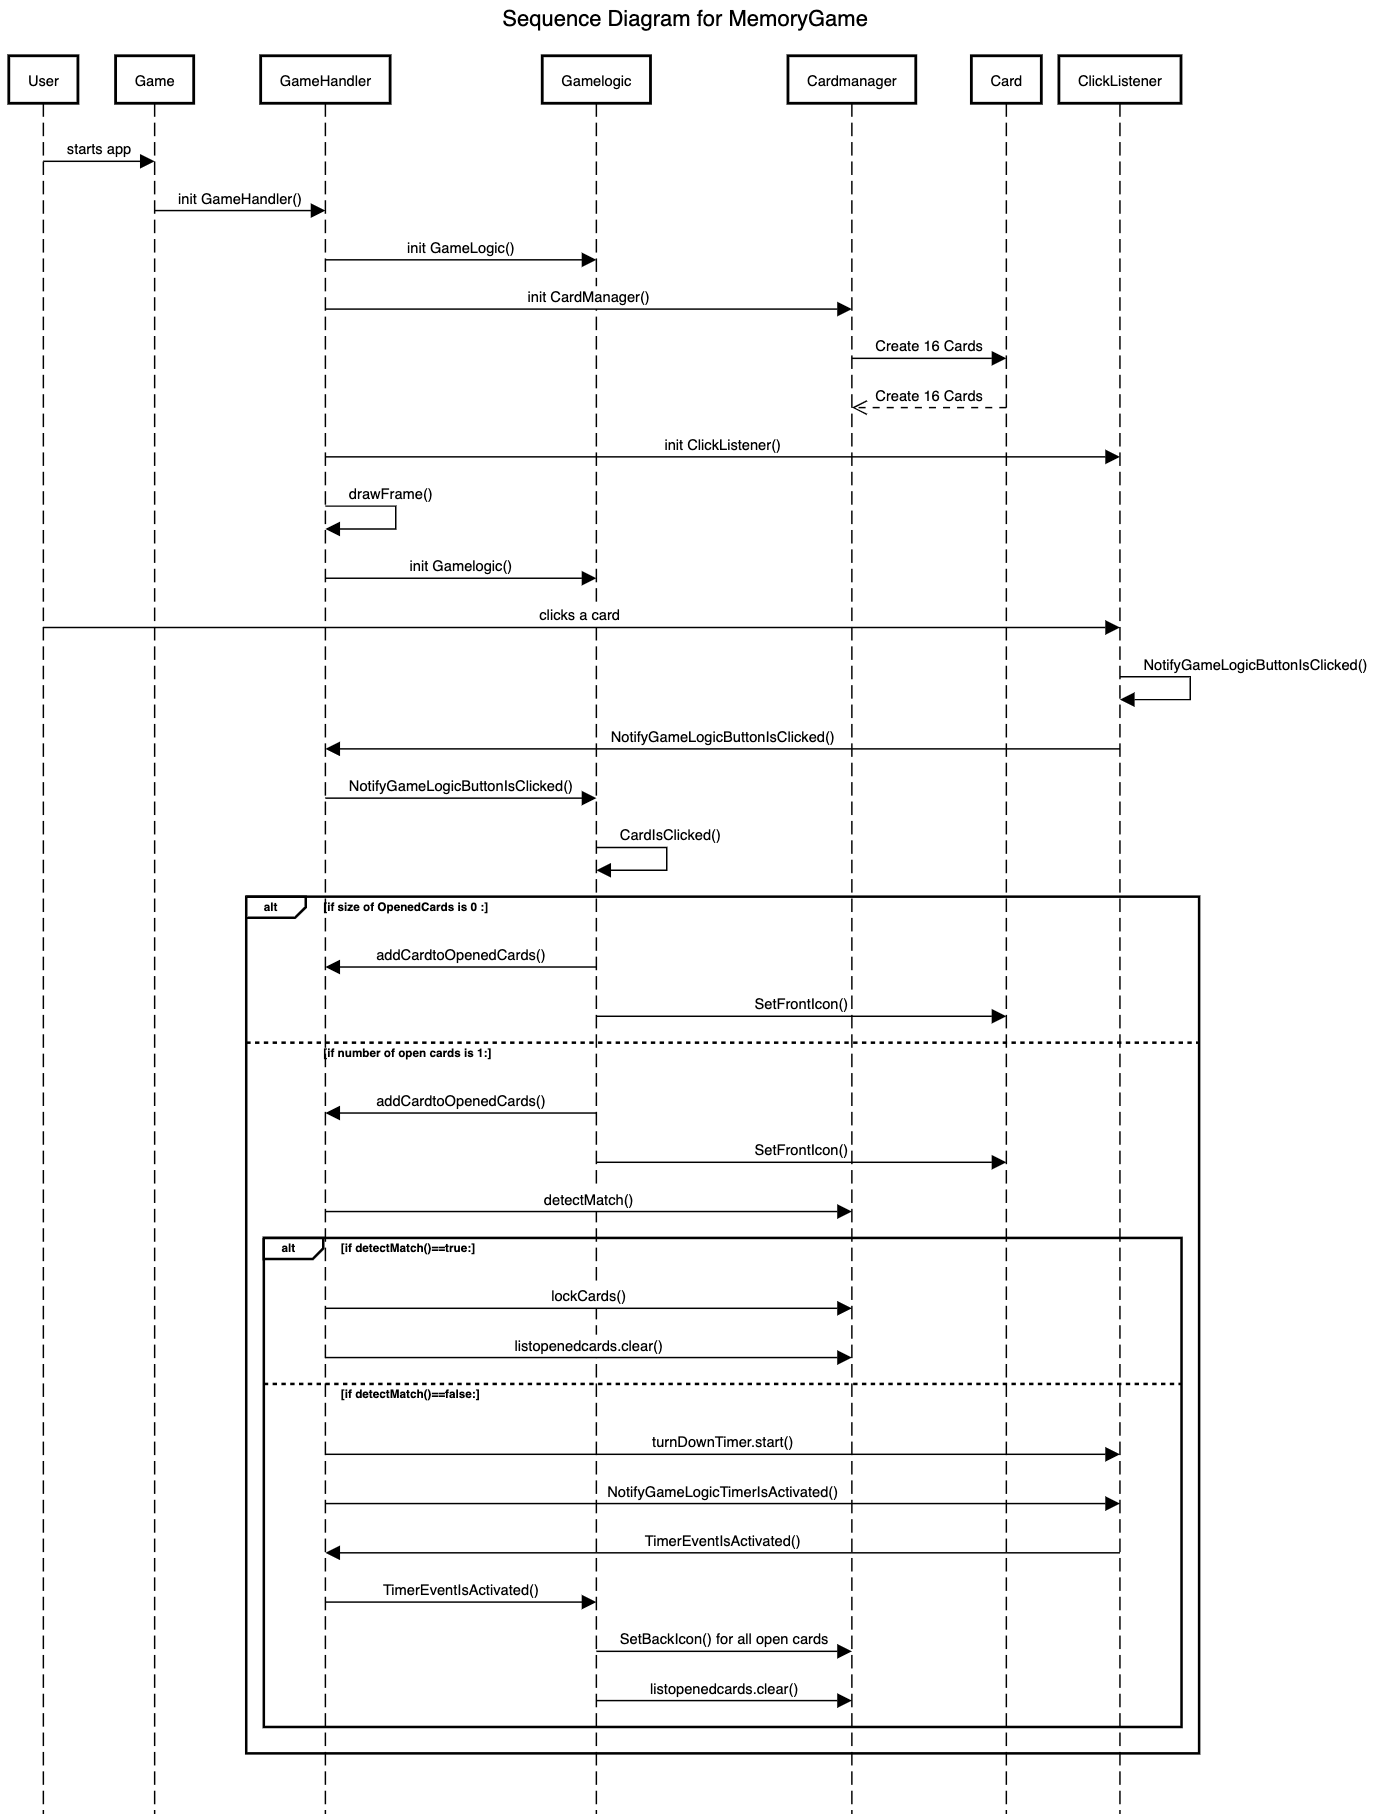 Sequence Diagram for MemoryGame
User
Game
GameHandler
Gamelogic
Cardmanager
Card
ClickListener
starts app
init GameHandler()
init GameLogic()
init CardManager()
Create 16 Cards
Create 16 Cards
init ClickListener()
drawFrame()
init Gamelogic()
clicks a card
NotifyGameLogicButtonIsClicked()
NotifyGameLogicButtonIsClicked()
NotifyGameLogicButtonIsClicked()
CardIsClicked()
alt
[if size of OpenedCards is 0 :]
addCardtoOpenedCards()
SetFrontIcon()
[if number of open cards is 1:]
addCardtoOpenedCards()
SetFrontIcon()
detectMatch()
alt
[if detectMatch()==true:]
lockCards()
listopenedcards.clear()
[if detectMatch()==false:]
turnDownTimer.start()
NotifyGameLogicTimerIsActivated()
TimerEventIsActivated()
TimerEventIsActivated()
SetBackIcon() for all open cards
listopenedcards.clear()